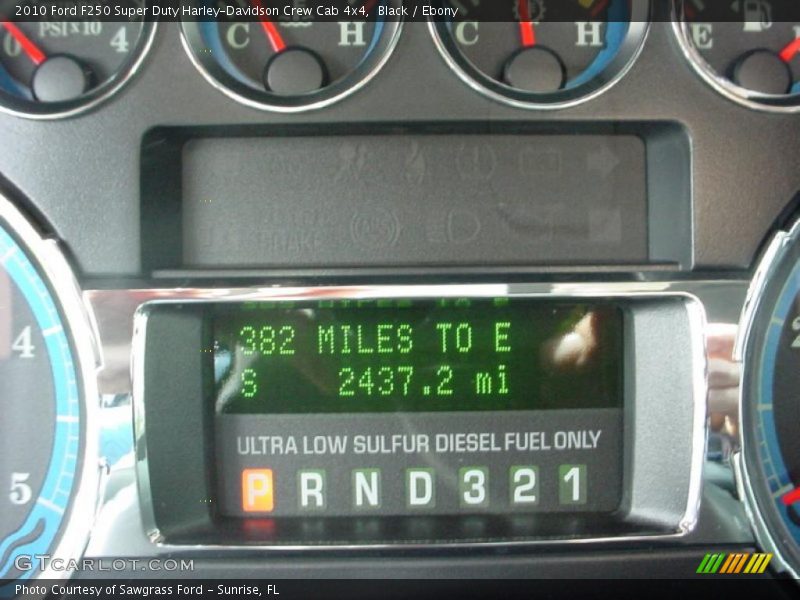 2010 Ford F250 Super Duty Harley-Davidson Crew Cab 4x4, Black / Ebony
0 PSI x 10 4
C H
C H
E
382 MILES TO E
S 2437.2 mi
4
ULTRA LOW SULFUR DIESEL FUEL ONLY
5
P R N D 3 2 1
GTCARLOT.COM
Photo Courtesy of Sawgrass Ford - Sunrise, FL